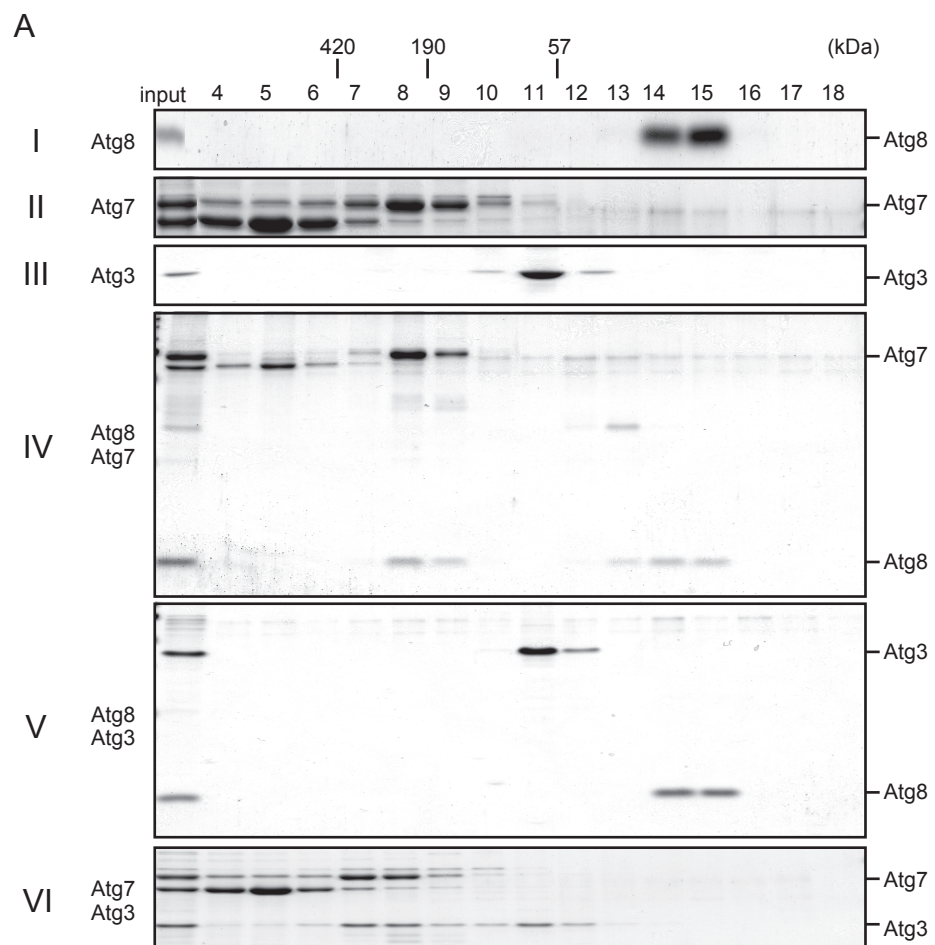 A
420 190 57 (kDa)
input 4 5 6 7 8 9 10 11 12 13 14 15 16 17 18
I Atg8 Atg8
II Atg7 Atg7
III Atg3 Atg3
Atg7
IV Atg8
Atg7
Atg8
Atg3
V Atg8
Atg3
Atg8
VI Atg7 Atg7
Atg3 Atg3